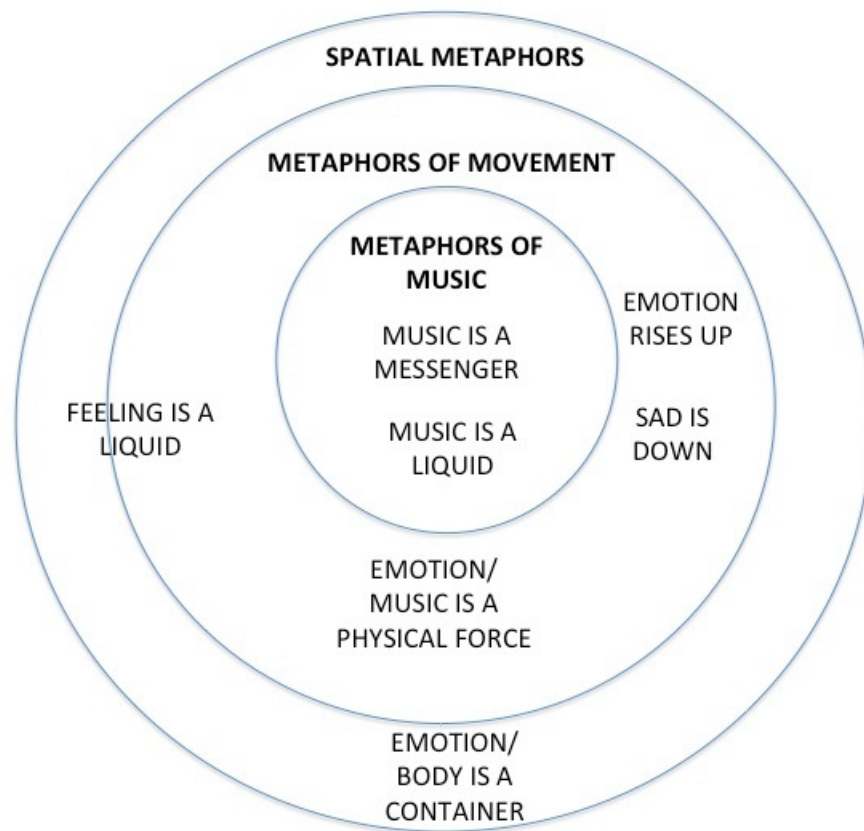 SPATIAL METAPHORS
METAPHORS OF MOVEMENT
METAPHORS OF
MUSIC
MUSIC IS A
MESSENGER
MUSIC IS A
LIQUID
EMOTION
RISES UP
SAD IS
DOWN
FEELING IS A
LIQUID
EMOTION/
MUSIC IS A
PHYSICAL FORCE
EMOTION/
BODY IS A
CONTAINER